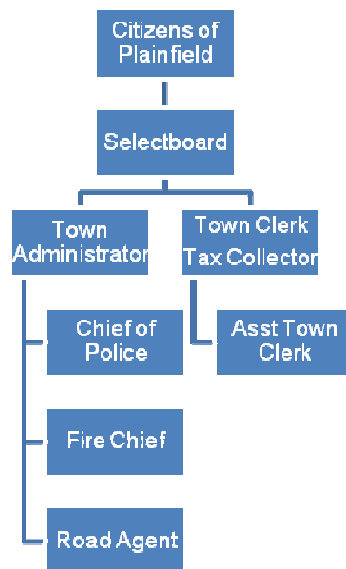 Citizens of
Plainfield
Selectboard
Town
Administrator
Town Clerk
Tax Collector
Chief of
Police
Asst Town
Clerk
Fire Chief
Road Agent